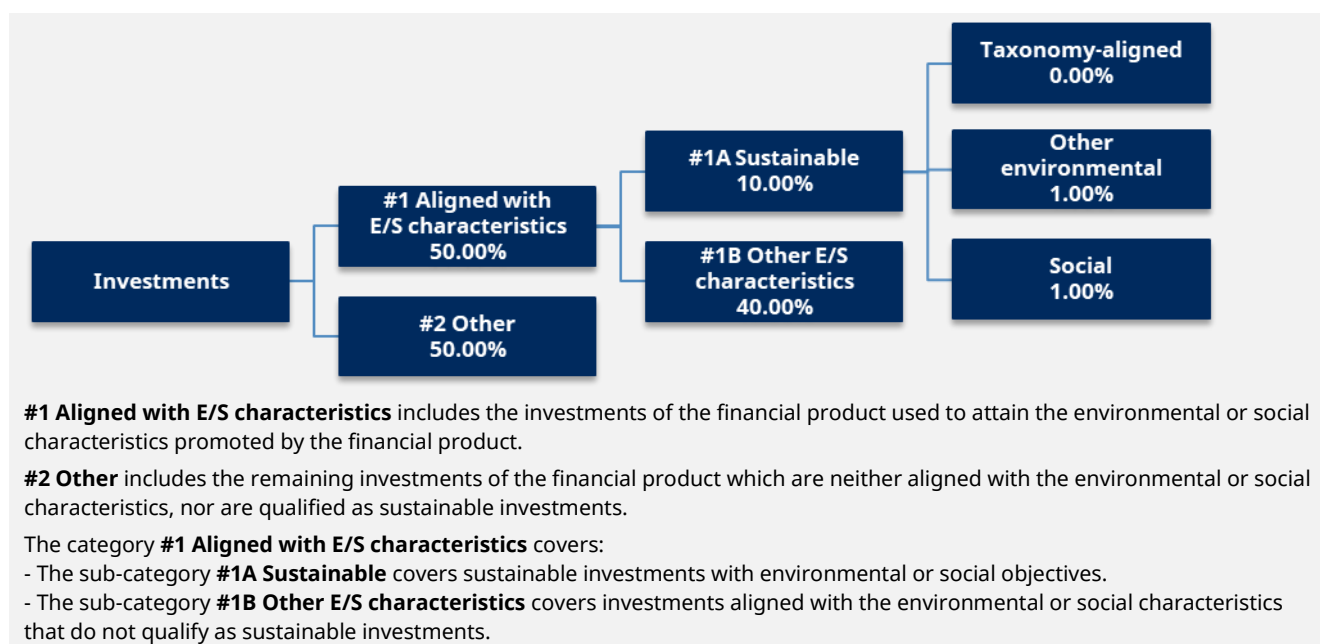 Taxonomy-aligned
0.00%
#1A Sustainable
10.00%
Other
environmental
1.00%
#1 Aligned with
E/S characteristics
50.00%
#1B Other E/S
characteristics
40.00%
Social
1.00%
Investments
#2 Other
50.00%
#1 Aligned with E/S characteristics includes the investments of the financial product used to attain the environmental or social
characteristics promoted by the financial product.
#2 Other includes the remaining investments of the financial product which are neither aligned with the environmental or social
characteristics, nor are qualified as sustainable investments.
The category #1 Aligned with E/S characteristics covers:
- The sub-category #1A Sustainable covers sustainable investments with environmental or social objectives.
- The sub-category #1B Other E/S characteristics covers investments aligned with the environmental or social characteristics
that do not qualify as sustainable investments.